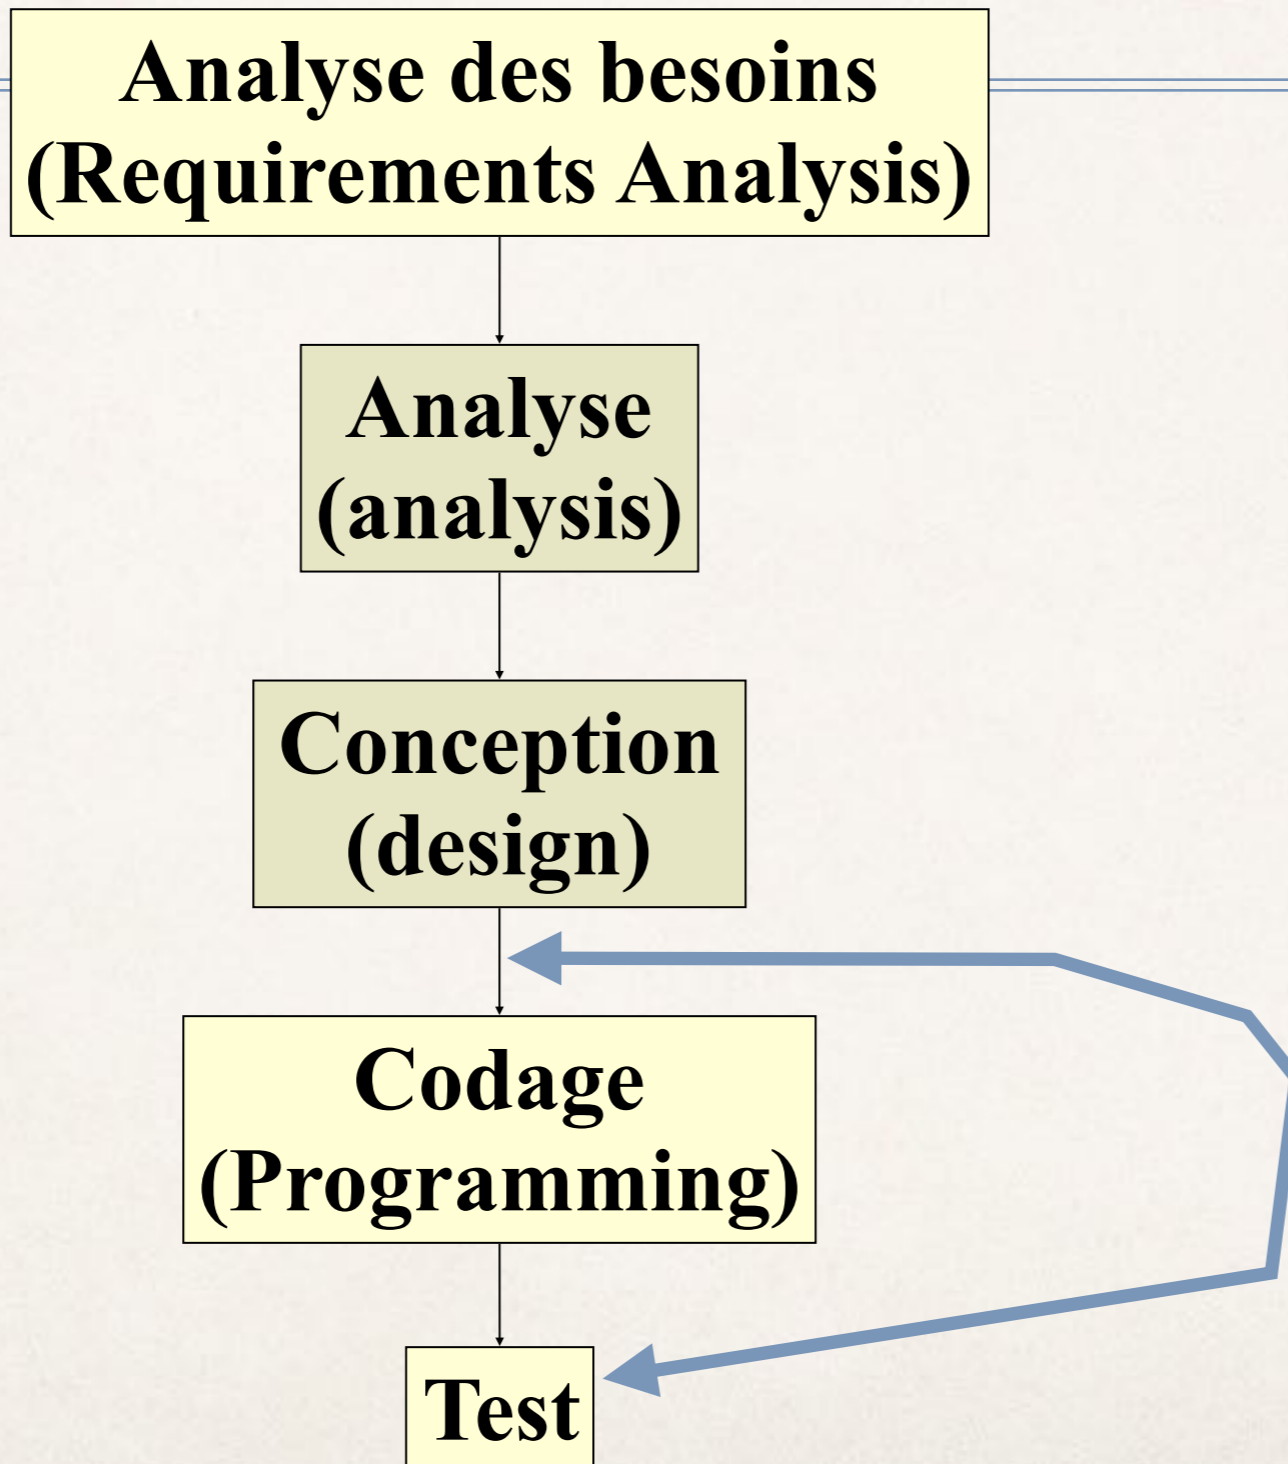 Analyse des besoins
(Requirements Analysis)
Analyse
(analysis)
Conception
(design)
Codage
(Programming)
Test